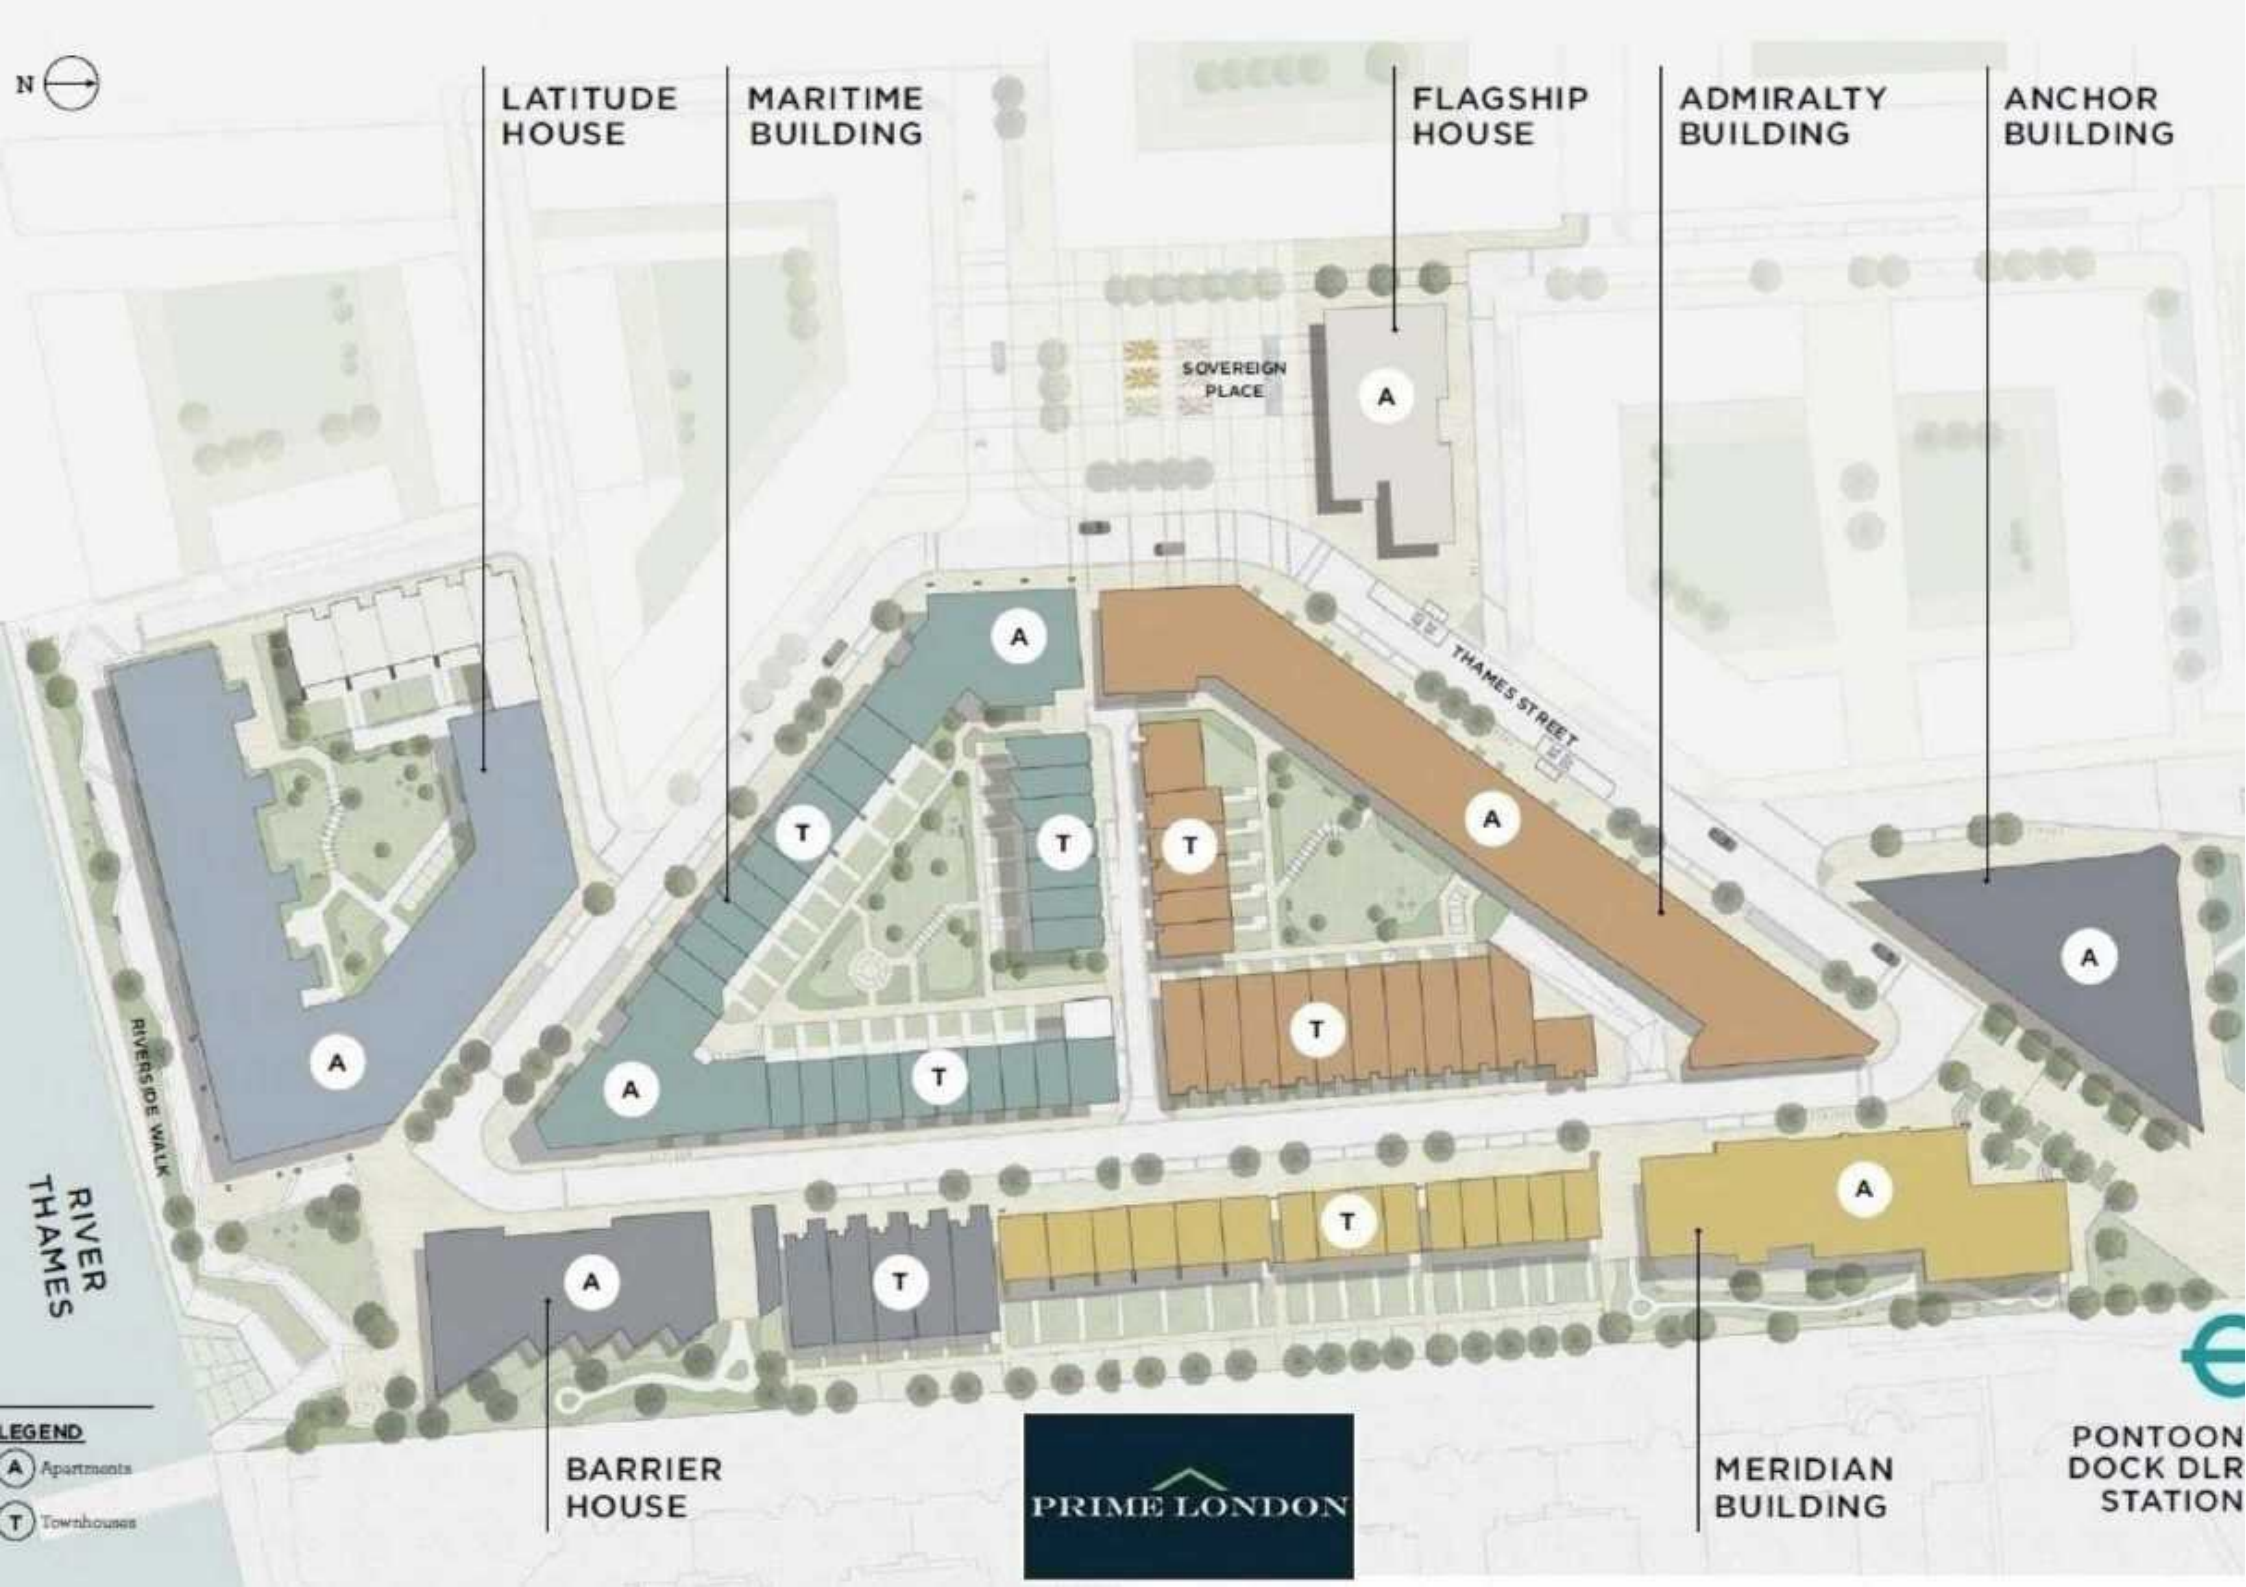 N
LATITUDE
HOUSE
MARITIME
BUILDING
FLAGSHIP
HOUSE
ADMIRALTY
BUILDING
ANCHOR
BUILDING
SOVEREIGN
PLACE
A
A
THAMES STREET
T
T
T
A
A
T
T
A
A
T
RIVERSIDE WALK
RIVER
THAMES
A
T
T
A
LEGEND
A Apartments
T Townhouses
BARRIER
HOUSE
PRIME LONDON
MERIDIAN
BUILDING
PONTOON
DOCK DLR
STATION